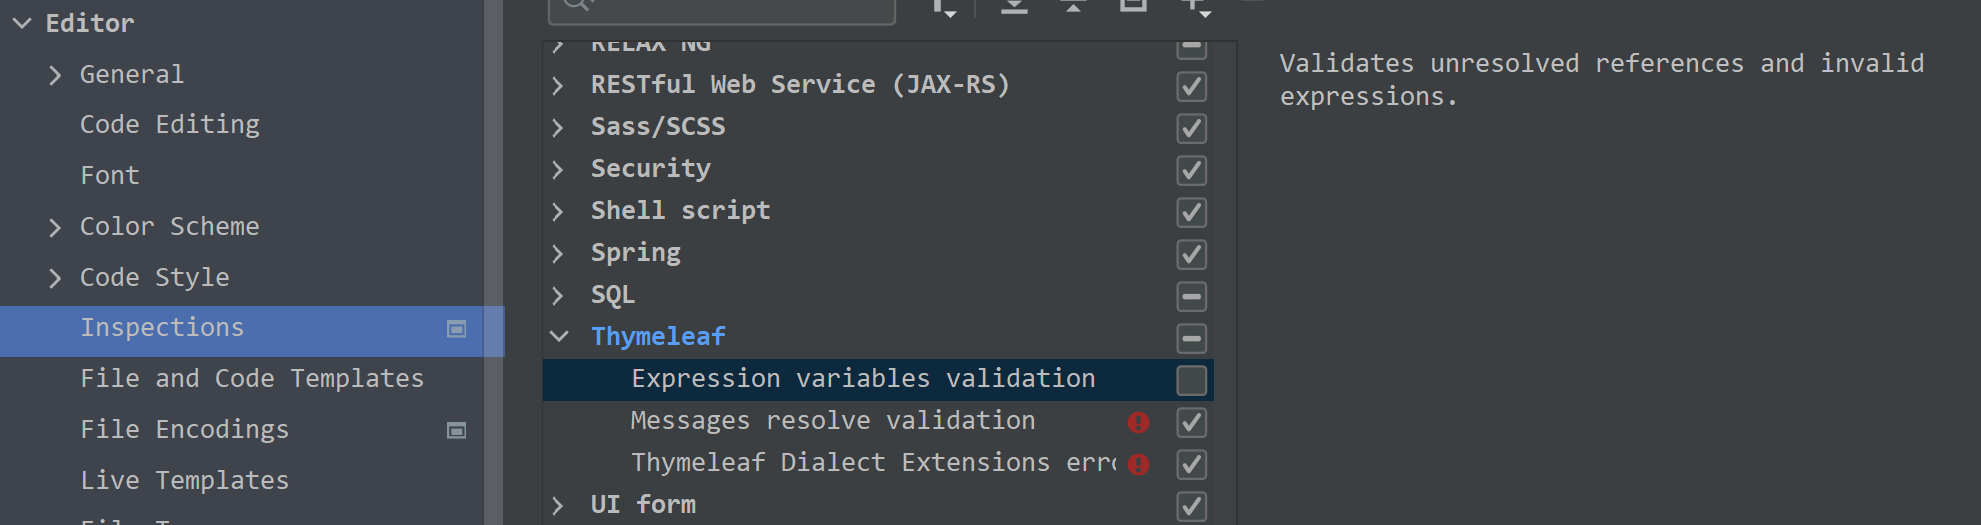 Editor
General
Code Editing
Font
Color Scheme
Code Style
Inspections
File and Code Templates
File Encodings
Live Templates
RELAX NG
RESTful Web Service (JAX-RS)
Sass/SCSS
Security
Shell script
Spring
SQL
Thymeleaf
Expression variables validation
Messages resolve validation
Thymeleaf Dialect Extensions
UI form
Validates unresolved references and invalid
expressions.